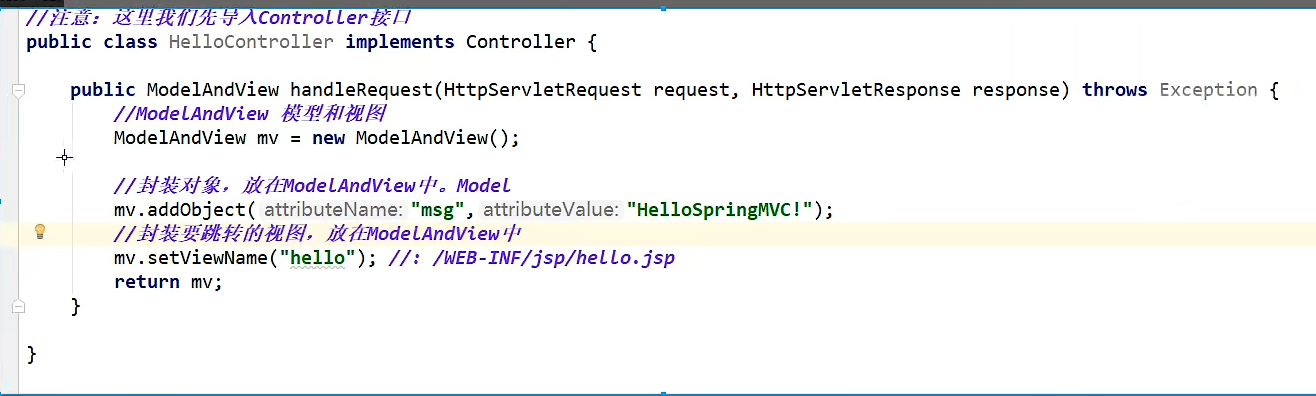 //注意：这里我们先导入Controller接口
public class HelloController implements Controller {
public ModelAndView handleRequest(HttpServletRequest request, HttpServletResponse response) throws Exception {
//ModelAndView 模型和视图
ModelAndView mv = new ModelAndView();
//封装对象，放在ModelAndView中。Model
mv.addObject( attributeName: "msg", attributeValue: "HelloSpringMVC!");
//封装要跳转的视图，放在ModelAndView中
mv.setViewName("hello"); //: /WEB-INF/jsp/hello.jsp
return mv;
}
}